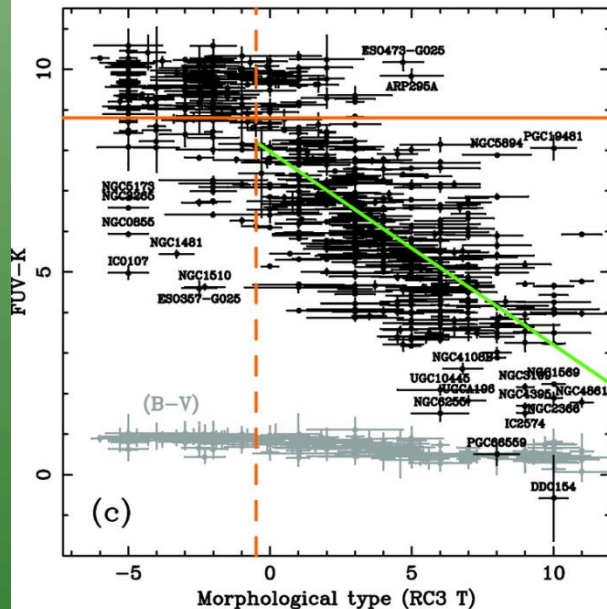 ESO473-G025
ARP295A
PGC19481
NGC5894
NGC5173
NGC0855
NGC1481
IC0107
NGC1510
ESO357-G025
NGC4108B
NGC1569
UGC10445
UGCA196
NGC4395
NGC4861
NGC6255
NGC2366
IC2574
(B-V)
PGC66559
DDO154
(c)
FUV-K
10
5
0
-5
0
5
10
Morphological type (RC3 T)